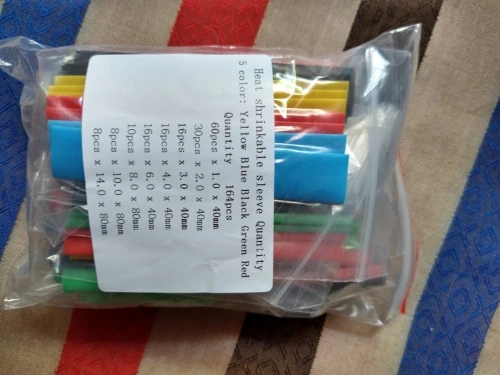 Heat shrinkable sleeve Quantity
5 color: Yellow Blue Black Green Red
Quantity 164pcs
60pcs x 1.0 x 40mm
30pcs x 2.0 x 40mm
16pcs x 3.0 x 40mm
16pcs x 4.0 x 40mm
16pcs x 6.0 x 40mm
10pcs x 8.0 x 80mm
8pcs x 10.0 x 80mm
8pcs x 14.0 x 80mm